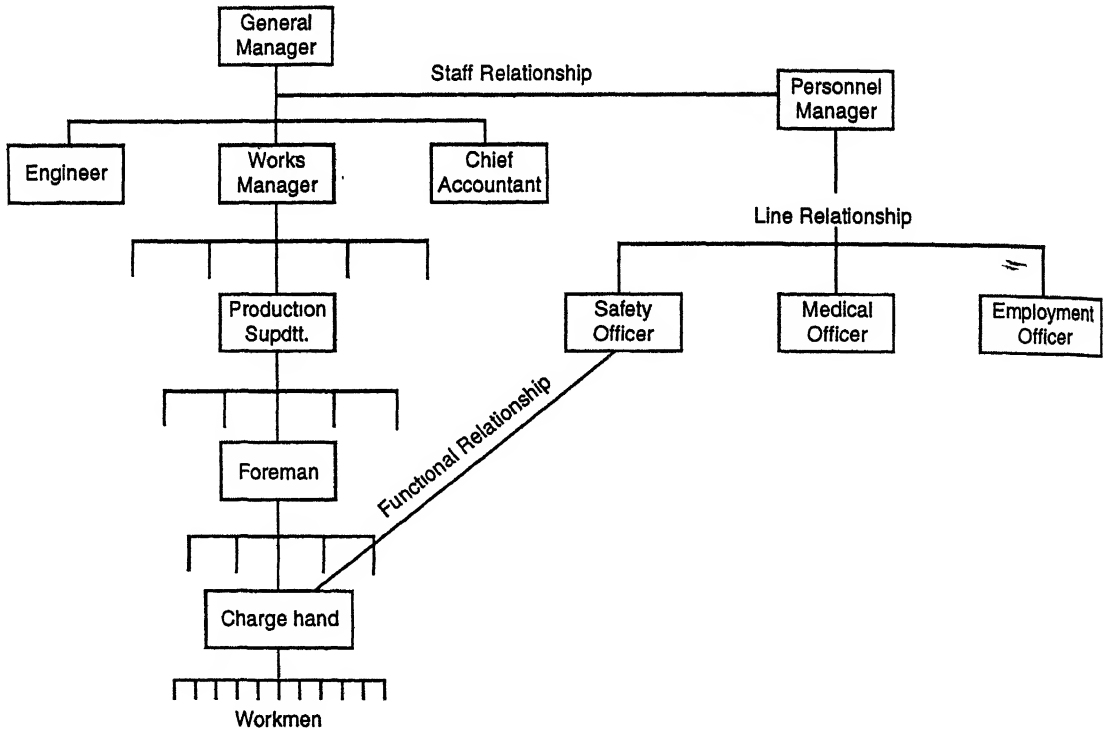 General
Manager
Staff Relationship
Personnel
Manager
Engineer
Works
Manager
Chief
Accountant
Line Relationship
Production
Supdtt.
Safety
Officer
Medical
Officer
Employment
Officer
Foreman
Functional Relationship
Charge hand
Workmen